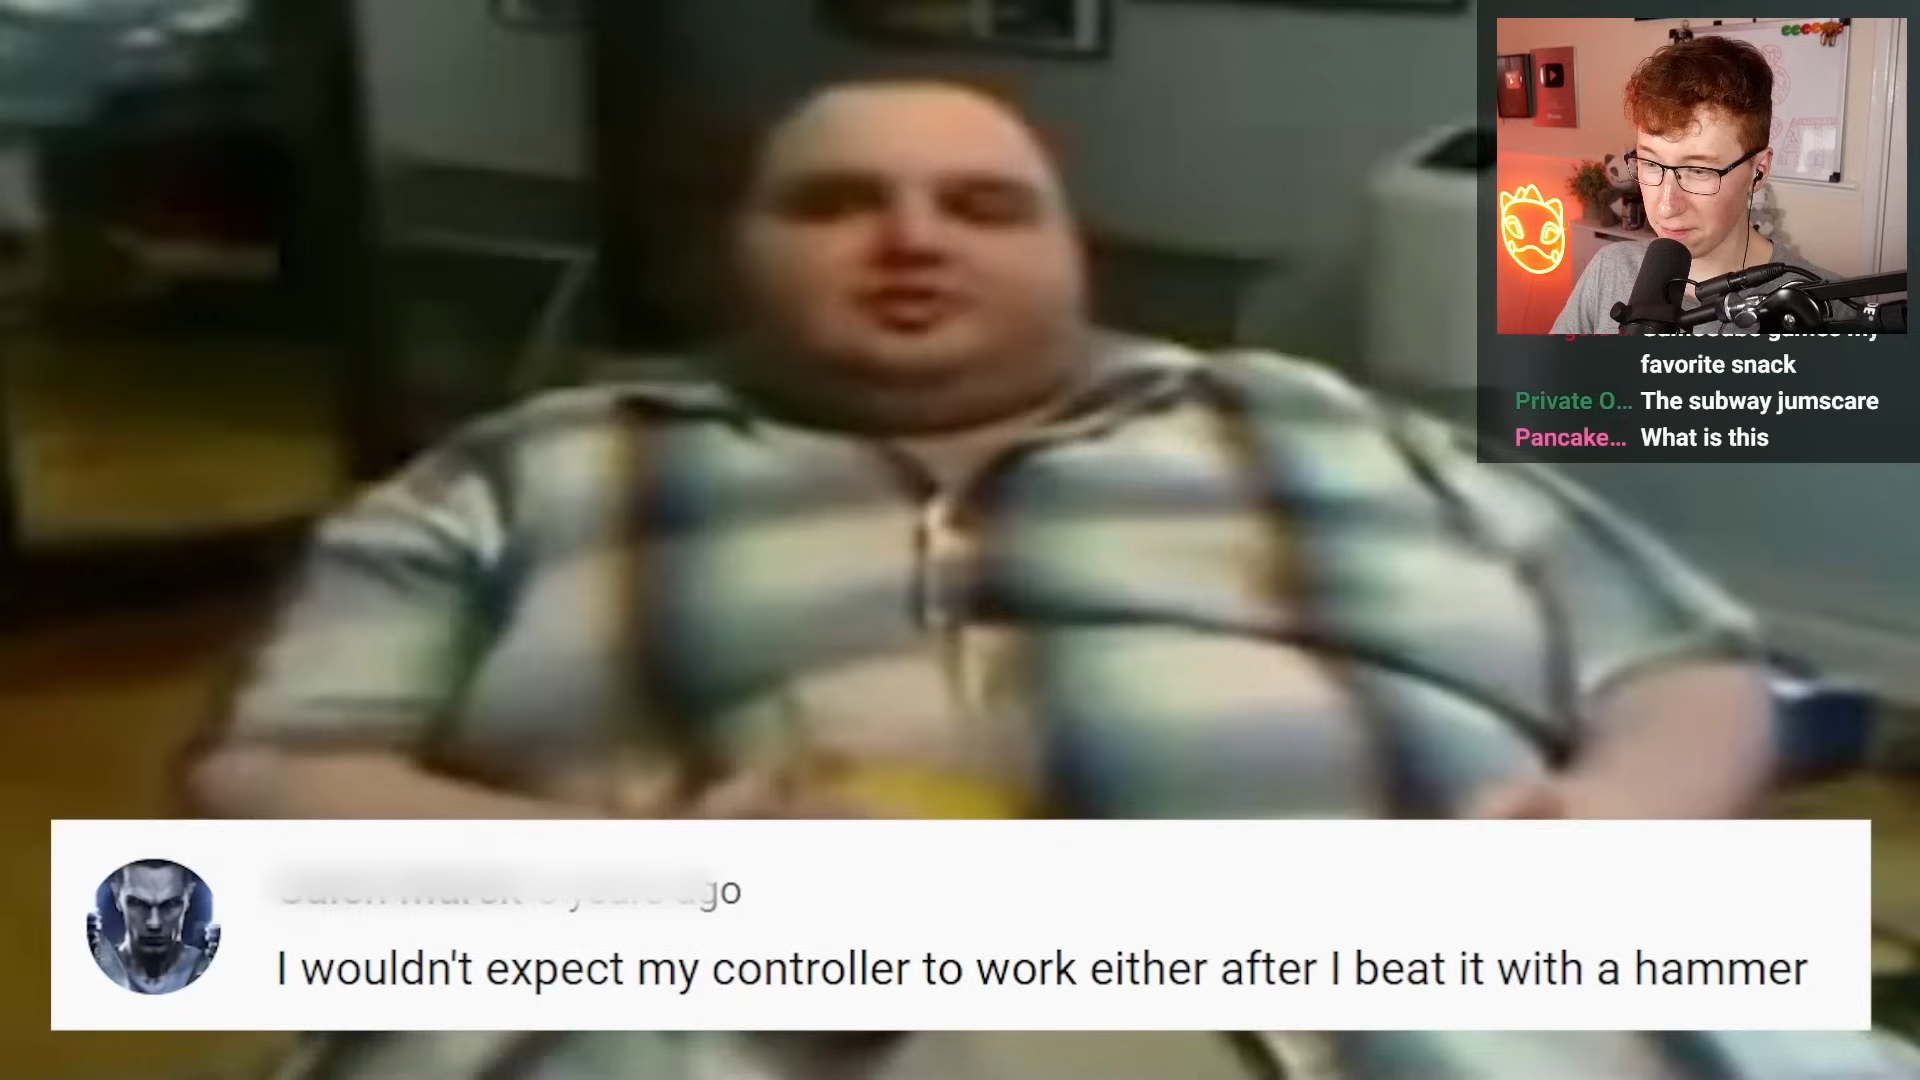 favorite snack
Private O... The subway jumscare
Pancake... What is this
go
I wouldn't expect my controller to work either after I beat it with a hammer